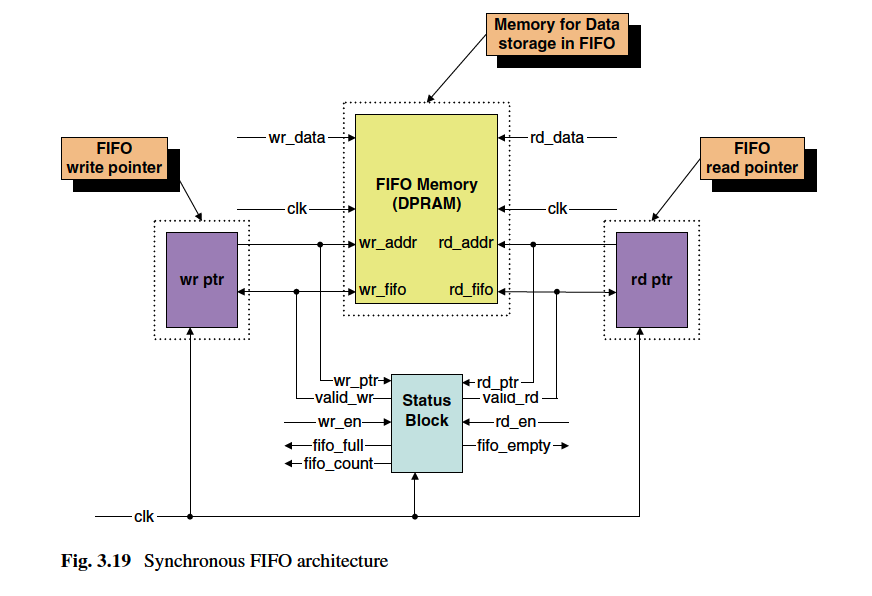 Memory for Data
storage in FIFO
FIFO
write pointer
FIFO
read pointer
wr_data
rd_data
FIFO Memory
(DPRAM)
clk
clk
wr_addr
rd_addr
wr ptr
rd ptr
wr_fifo
rd_fifo
wr_ptr
rd_ptr
valid_wr
valid_rd
Status
Block
wr_en
rd_en
fifo_full
fifo_empty
fifo_count
clk
Fig. 3.19 Synchronous FIFO architecture